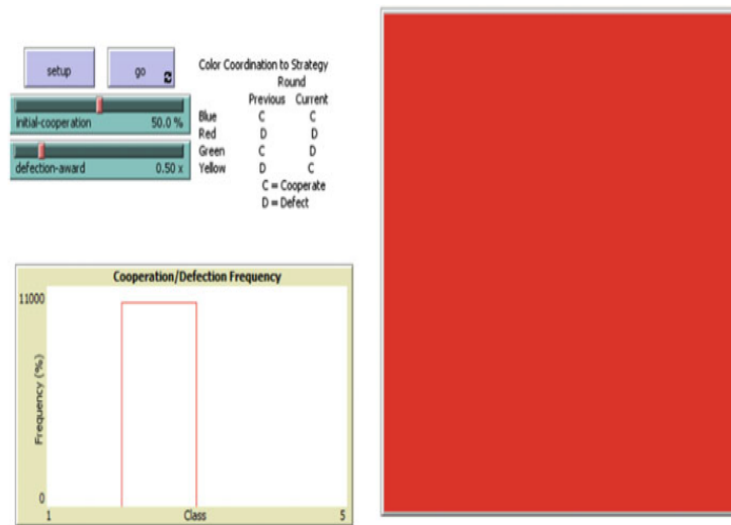 setup
go
initial-cooperation 50.0 %
defection-award 0.50 x
Color Coordination to Strategy
Round
Previous Current
Blue C C
Red D D
Green C D
Yellow D C
C = Cooperate
D = Defect
Cooperation/Defection Frequency
11000
Frequency (%)
0
1 Class 5